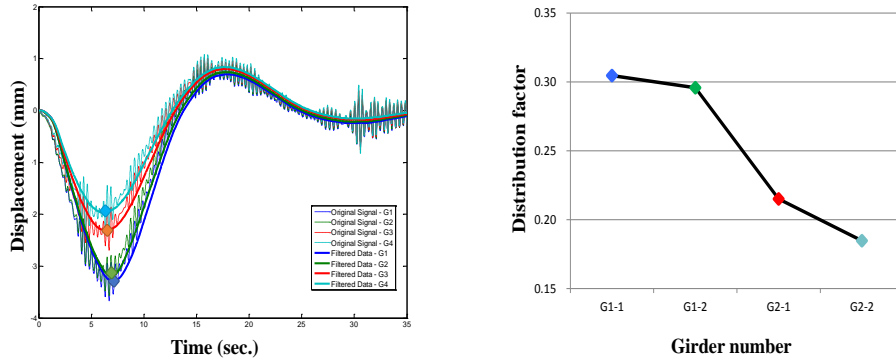 2
1
0
-1
-2
-3
-4
0
5
10
15
20
25
30
35
Displacement (mm)
Time (sec.)
Original Signal - G1
Original Signal - G2
Original Signal - G3
Original Signal - G4
Filtered Data - G1
Filtered Data - G2
Filtered Data - G3
Filtered Data - G4
0.35
0.30
0.25
0.20
0.15
Distribution factor
G1-1
G1-2
G2-1
G2-2
Girder number